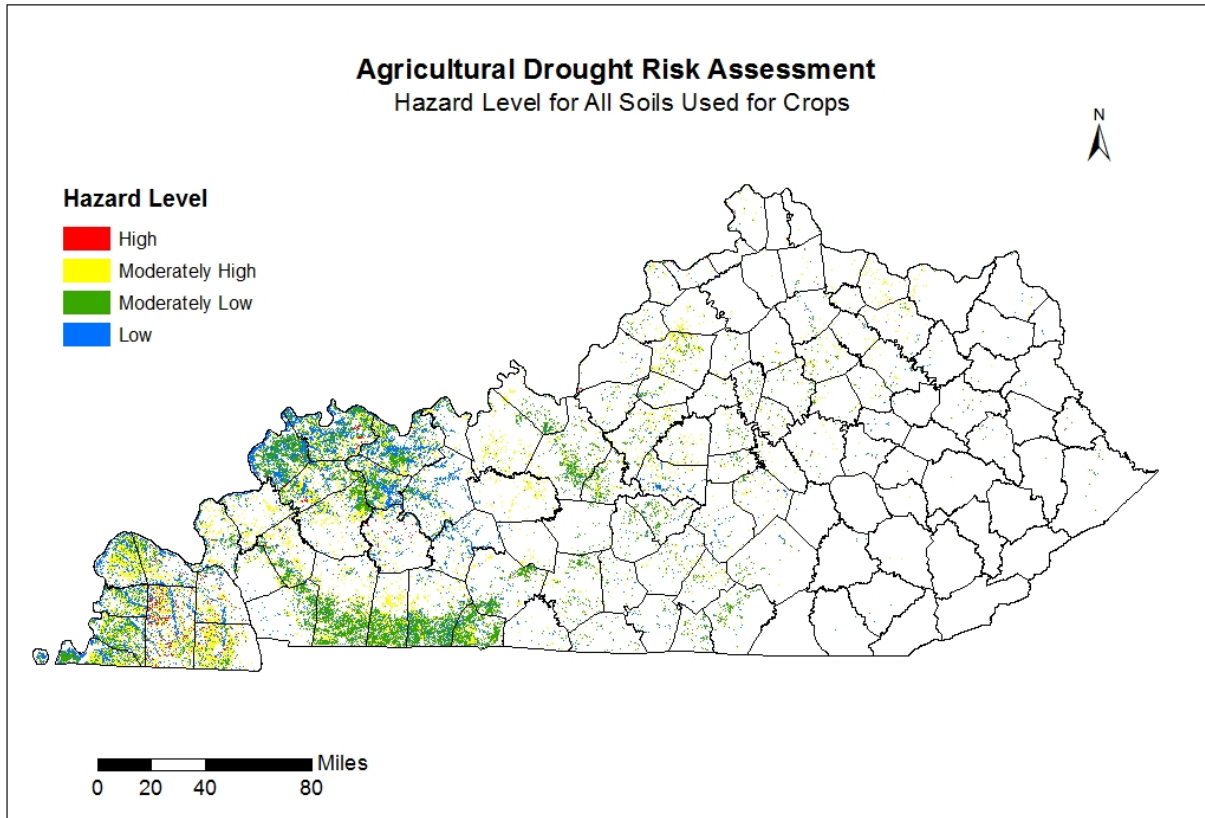 Agricultural Drought Risk Assessment
Hazard Level for All Soils Used for Crops
N
Hazard Level
High
Moderately High
Moderately Low
Low
Miles
0 20 40 80